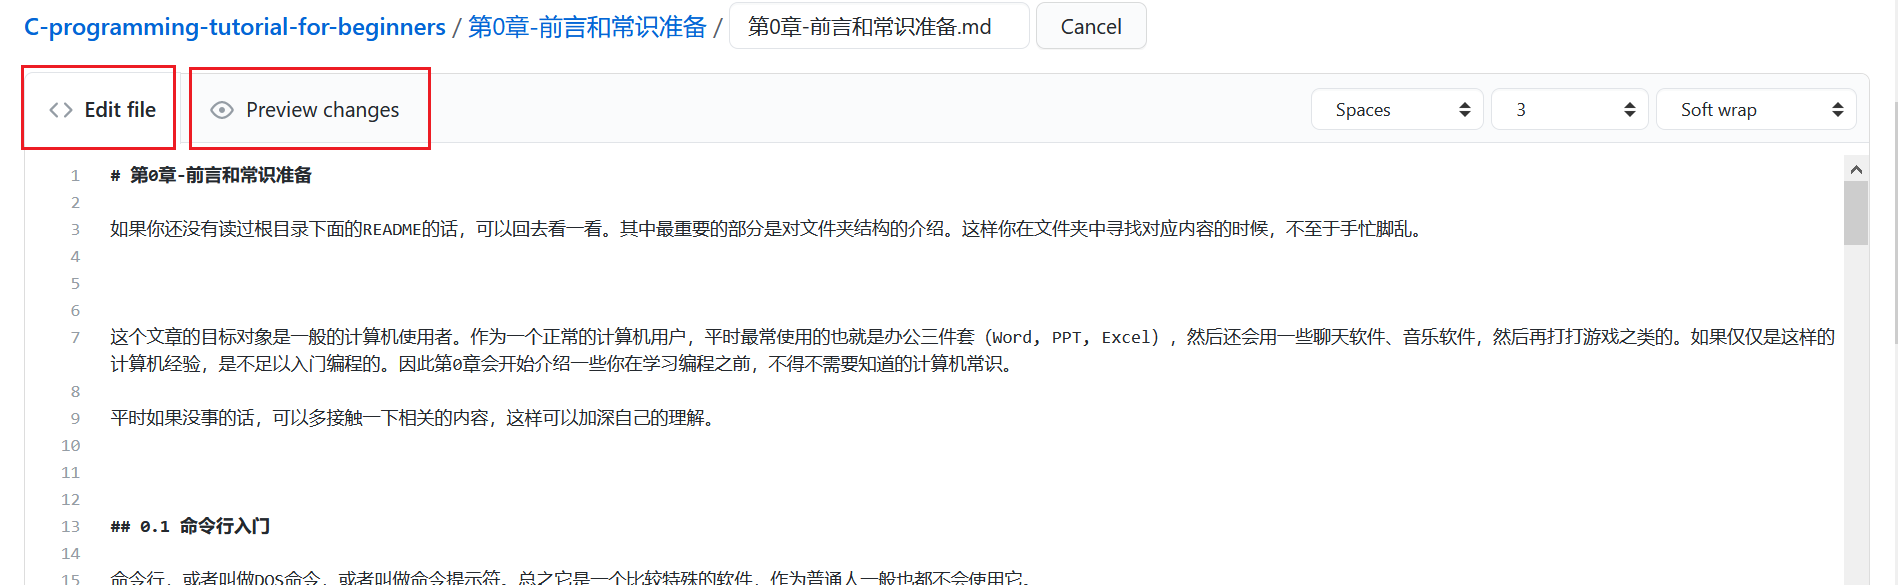 C-programming-tutorial-for-beginners / 第0章-前言和常识准备 / 第0章-前言和常识准备.md Cancel
<> Edit file Preview changes Spaces 3 Soft wrap
1 # 第0章-前言和常识准备
2
3 如果你还没有读过根目录下面的README的话，可以回去看一看。其中最重要的部分是对文件夹结构的介绍。这样你在文件夹中寻找对应内容的时候，不至于手忙脚乱。
4
5
6
7 这个文章的目标对象是一般的计算机使用者。作为一个正常的计算机用户，平时最常使用的也就是办公三件套（Word, PPT, Excel），然后还会用一些聊天软件、音乐软件，然后再打打游戏之类的。如果仅仅是这样的
计算机经验，是不足以入门编程的。因此第0章会开始介绍一些你在学习编程之前，不得不需要知道的计算机常识。
8
9 平时如果没事的话，可以多接触一下相关的内容，这样可以加深自己的理解。
10
11
12
13 ## 0.1 命令行入门
14
15 命令行，或者叫做DOS命令，或者叫做命令提示符。总之它是一个比较特殊的软件，作为普通人一般也都不会使用它。